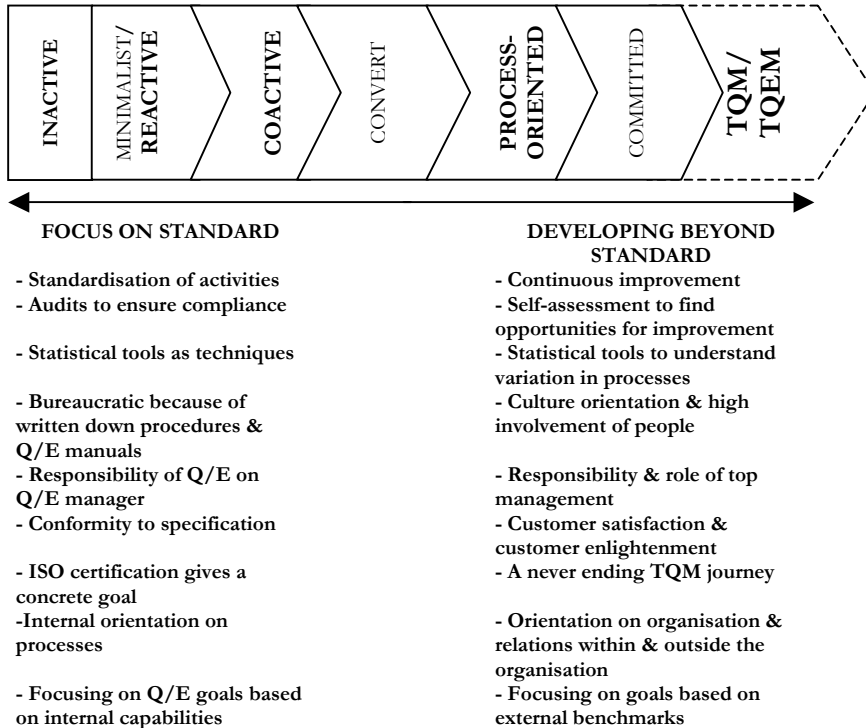 INACTIVE
MINIMALIST/
REACTIVE
COACTIVE
CONVERT
PROCESS-
ORIENTED
COMMITTED
TQM/
TQEM
FOCUS ON STANDARD
- Standardisation of activities
- Audits to ensure compliance
- Statistical tools as techniques
- Bureaucratic because of
written down procedures &
Q/E manuals
- Responsibility of Q/E on
Q/E manager
- Conformity to specification
- ISO certification gives a
concrete goal
-Internal orientation on
processes
- Focusing on Q/E goals based
on internal capabilities
DEVELOPING BEYOND
STANDARD
- Continuous improvement
- Self-assessment to find
opportunities for improvement
- Statistical tools to understand
variation in processes
- Culture orientation & high
involvement of people
- Responsibility & role of top
management
- Customer satisfaction &
customer enlightenment
- A never ending TQM journey
- Orientation on organisation &
relations within & outside the
organisation
- Focusing on goals based on
external benchmarks